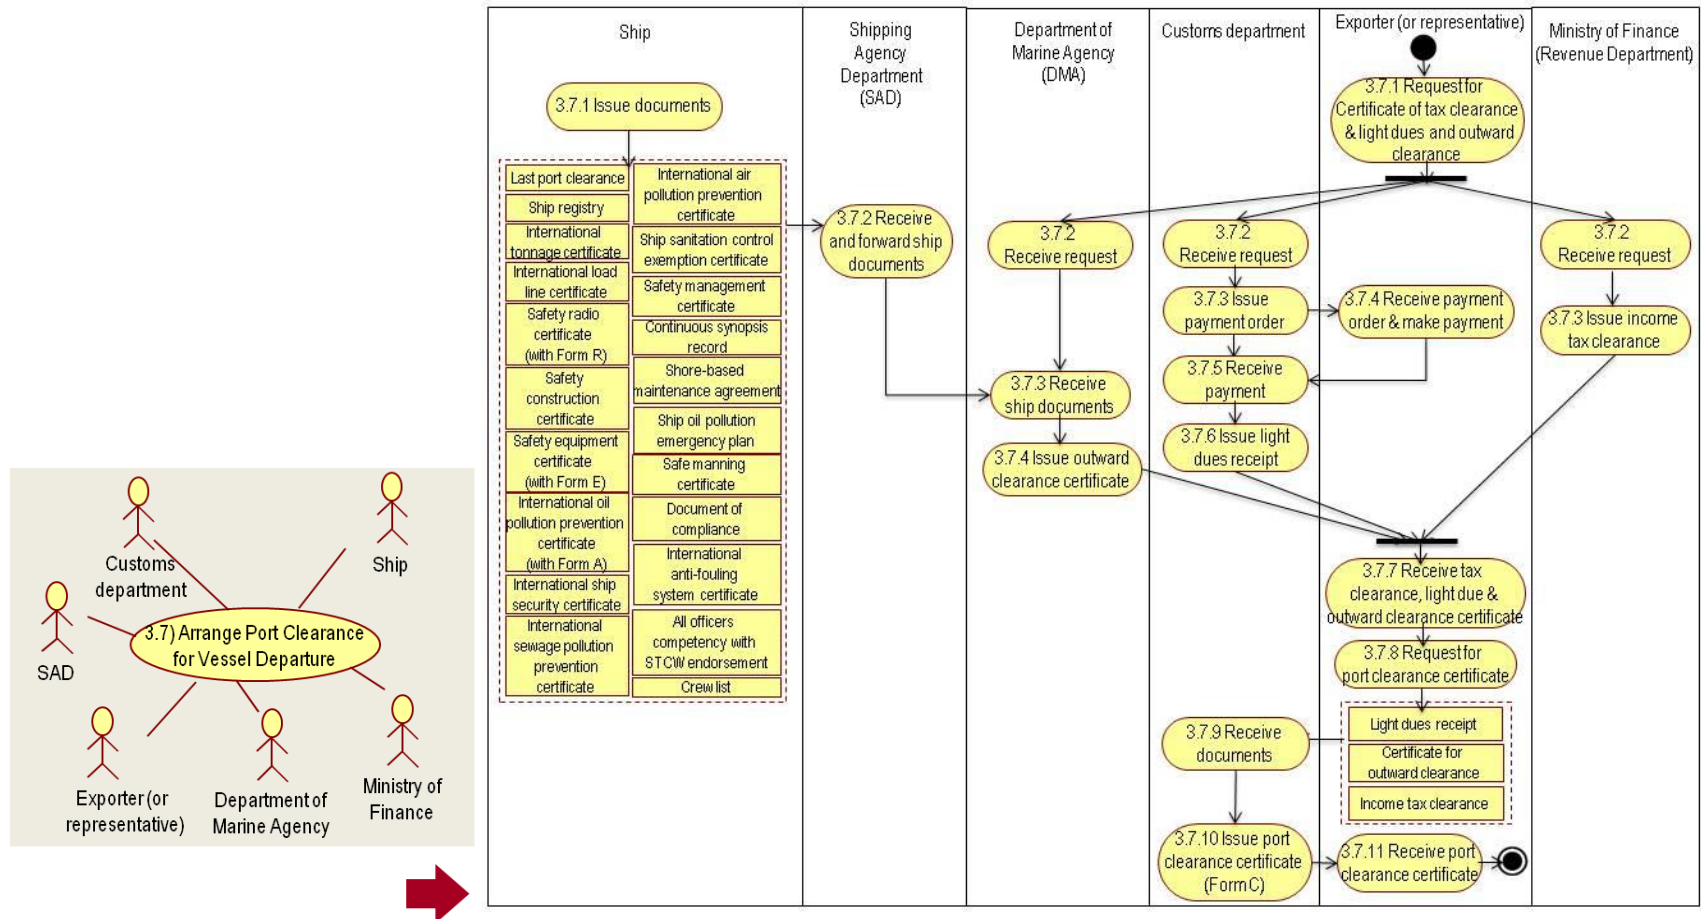 Customs
department
Ship
SAD
3.7) Arrange Port Clearance
for Vessel Departure
Exporter (or
representative)
Department of
Marine Agency
Ministry of
Finance
Ship
3.7.1 Issue documents
Last port clearance
Ship registry
International
tonnage certificate
International load
line certificate
Safety radio
certificate
(with Form R)
Safety
construction
certificate
Safety equipment
certificate
(with Form E)
International oil
pollution prevention
certificate
(with Form A)
International ship
security certificate
International
sewage pollution
prevention
certificate
International air
pollution prevention
certificate
Ship sanitation control
exemption certificate
Safety management
certificate
Continuous synopsis
record
Shore-based
maintenance agreement
Ship oil pollution
emergency plan
Safe manning
certificate
Document of
compliance
International
anti-fouling
system certificate
All officers
competency with
STCW endorsement
Crew list
Shipping
Agency
Department
(SAD)
3.7.2 Receive
and forward ship
documents
Department of
Marine Agency
(DMA)
3.7.2
Receive request
3.7.3 Receive
ship documents
3.7.4 Issue outward
clearance certificate
Customs department
3.7.2
Receive request
3.7.3 Issue
payment order
3.7.5 Receive
payment
3.7.6 Issue light
dues receipt
3.7.9 Receive
documents
3.7.10 Issue port
clearance certificate
(Form C)
Exporter (or representative)
3.7.1 Request for
Certificate of tax clearance
& light dues and outward
clearance
3.7.4 Receive payment
order & make payment
3.7.7 Receive tax
clearance, light due &
outward clearance certificate
3.7.8 Request for
port clearance certificate
Light dues receipt
Certificate for
outward clearance
Income tax clearance
3.7.11 Receive port
clearance certificate
Ministry of Finance
(Revenue Department)
3.7.2
Receive request
3.7.3 Issue income
tax clearance